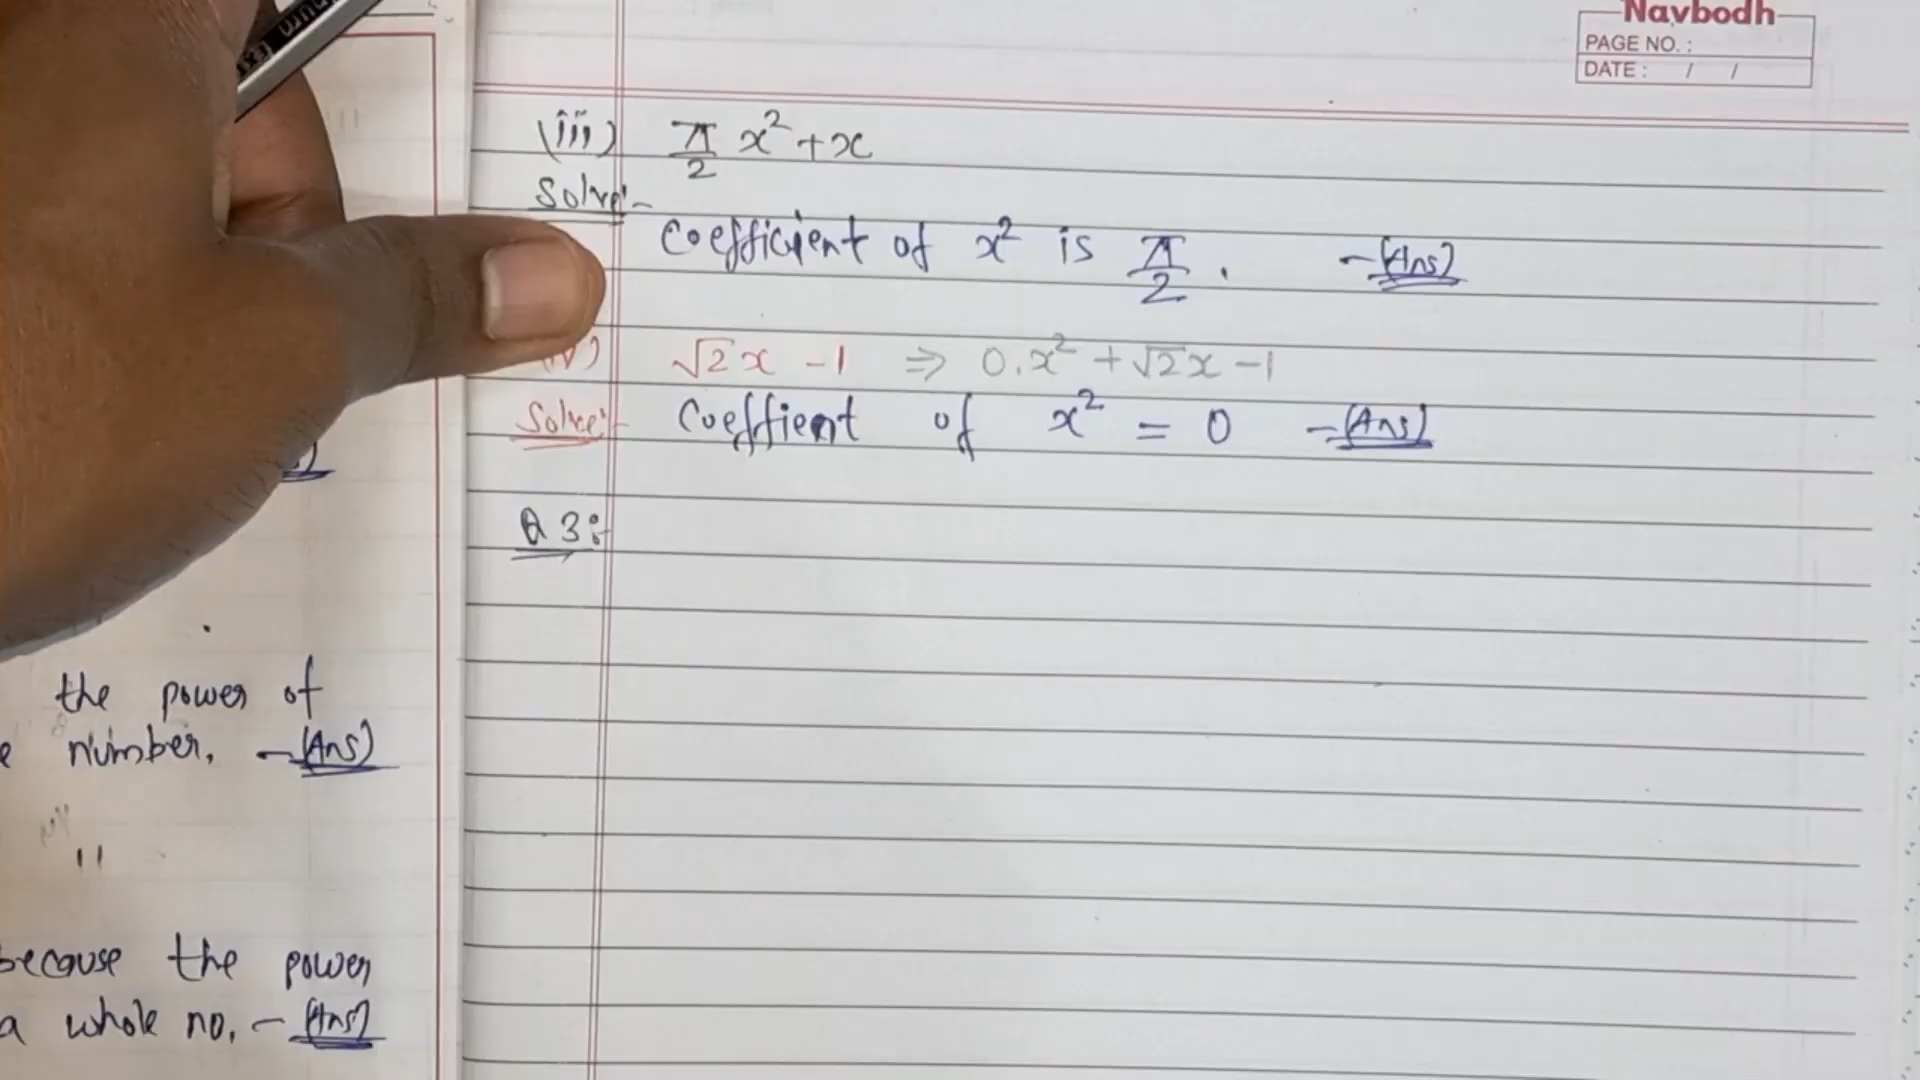 Navbodh
PAGE NO. :
DATE : / /
(iii) π/2 x² + x
Solve:-
Coefficient of x² is π/2 . -(Ans)
√2x -1 ⇒ 0.x² + √2x -1
Solve:- Coeffient of x² = 0 -(Ans)
Q 3:-
the power of
number. -(Ans)
"
because the power
a whole no. -(Ans)